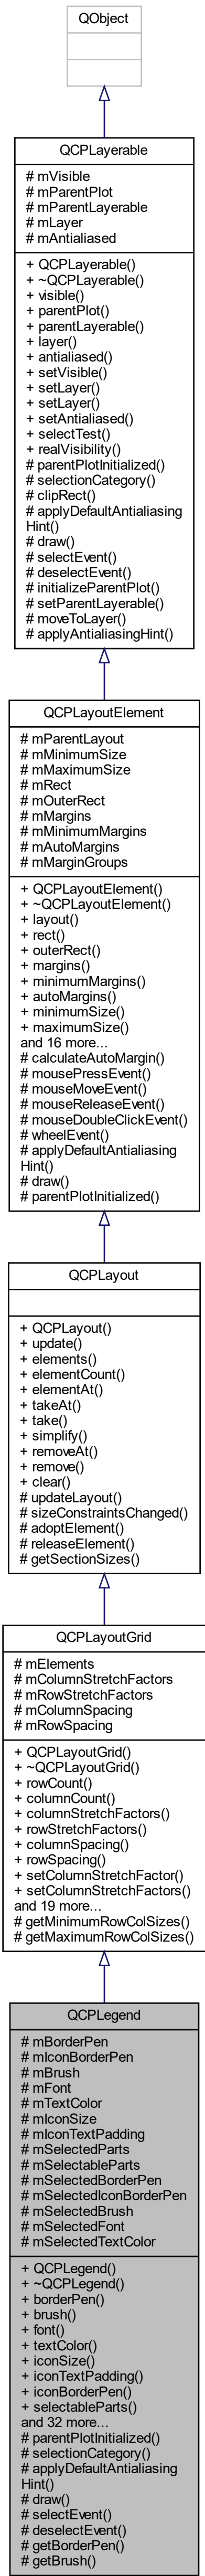 QObject
QCPLayerable
# mVisible
# mParentPlot
# mParentLayerable
# mLayer
# mAntialiased
+ QCPLayerable()
+ ~QCPLayerable()
+ visible()
+ parentPlot()
+ parentLayerable()
+ layer()
+ antialiased()
+ setVisible()
+ setLayer()
+ setLayer()
+ setAntialiased()
+ selectTest()
+ realVisibility()
# parentPlotInitialized()
# selectionCategory()
# clipRect()
# applyDefaultAntialiasing
Hint()
# draw()
# selectEvent()
# deselectEvent()
# initializeParentPlot()
# setParentLayerable()
# moveToLayer()
# applyAntialiasingHint()
QCPLayoutElement
# mParentLayout
# mMinimumSize
# mMaximumSize
# mRect
# mOuterRect
# mMargins
# mMinimumMargins
# mAutoMargins
# mMarginGroups
+ QCPLayoutElement()
+ ~QCPLayoutElement()
+ layout()
+ rect()
+ outerRect()
+ margins()
+ minimumMargins()
+ autoMargins()
+ minimumSize()
+ maximumSize()
and 16 more...
# calculateAutoMargin()
# mousePressEvent()
# mouseMoveEvent()
# mouseReleaseEvent()
# mouseDoubleClickEvent()
# wheelEvent()
# applyDefaultAntialiasing
Hint()
# draw()
# parentPlotInitialized()
QCPLayout
+ QCPLayout()
+ update()
+ elements()
+ elementCount()
+ elementAt()
+ takeAt()
+ take()
+ simplify()
+ removeAt()
+ remove()
+ clear()
# updateLayout()
# sizeConstraintsChanged()
# adoptElement()
# releaseElement()
# getSectionSizes()
QCPLayoutGrid
# mElements
# mColumnStretchFactors
# mRowStretchFactors
# mColumnSpacing
# mRowSpacing
+ QCPLayoutGrid()
+ ~QCPLayoutGrid()
+ rowCount()
+ columnCount()
+ columnStretchFactors()
+ rowStretchFactors()
+ columnSpacing()
+ rowSpacing()
+ setColumnStretchFactor()
+ setColumnStretchFactors()
and 19 more...
# getMinimumRowColSizes()
# getMaximumRowColSizes()
QCPLegend
# mBorderPen
# mIconBorderPen
# mBrush
# mFont
# mTextColor
# mIconSize
# mIconTextPadding
# mSelectedParts
# mSelectableParts
# mSelectedBorderPen
# mSelectedIconBorderPen
# mSelectedBrush
# mSelectedFont
# mSelectedTextColor
+ QCPLegend()
+ ~QCPLegend()
+ borderPen()
+ brush()
+ font()
+ textColor()
+ iconSize()
+ iconTextPadding()
+ iconBorderPen()
+ selectableParts()
and 32 more...
# parentPlotInitialized()
# selectionCategory()
# applyDefaultAntialiasing
Hint()
# draw()
# selectEvent()
# deselectEvent()
# getBorderPen()
# getBrush()